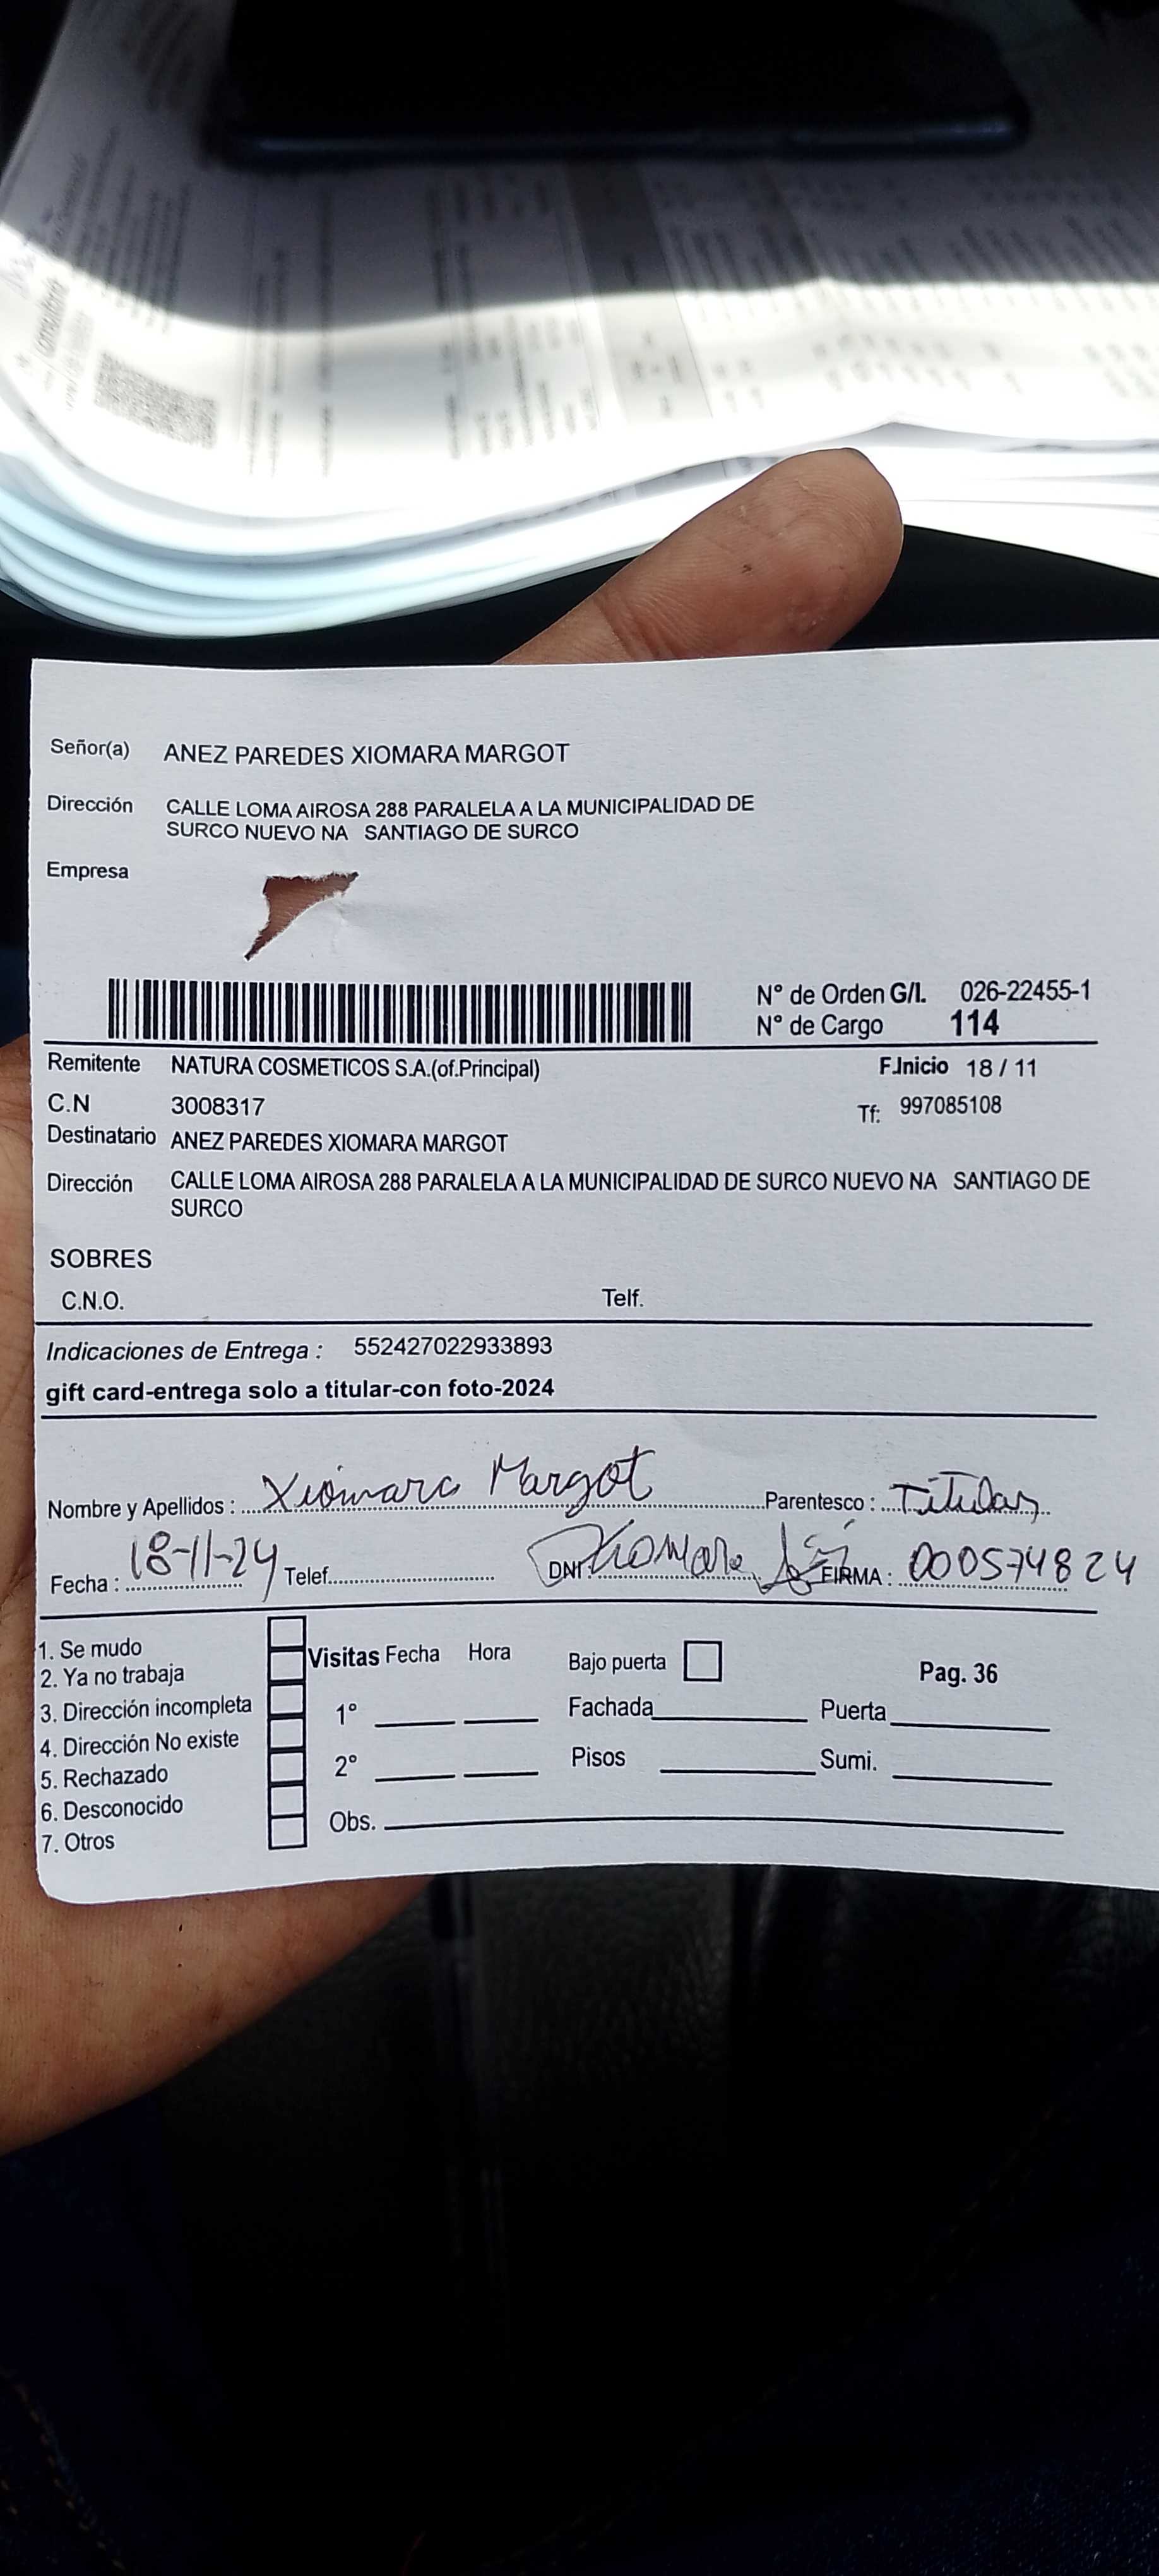 Señor(a) ANEZ PAREDES XIOMARA MARGOT
Dirección CALLE LOMA AIROSA 288 PARALELA A LA MUNICIPALIDAD DE
SURCO NUEVO NA SANTIAGO DE SURCO
Empresa
N° de Orden G/I. 026-22455-1
N° de Cargo 114
Remitente NATURA COSMETICOS S.A.(of.Principal) F.Inicio 18 / 11
C.N 3008317 Tf: 997085108
Destinatario ANEZ PAREDES XIOMARA MARGOT
Dirección CALLE LOMA AIROSA 288 PARALELA A LA MUNICIPALIDAD DE SURCO NUEVO NA SANTIAGO DE
SURCO
SOBRES
C.N.O. Telf.
Indicaciones de Entrega : 552427022933893
gift card-entrega solo a titular-con foto-2024
Nombre y Apellidos : Xiomara Margot Parentesco : Titular
Fecha : 18-11-24 Telef. DNI : Xiomara FIRMA : 000574824
1. Se mudo
2. Ya no trabaja
3. Dirección incompleta
4. Dirección No existe
5. Rechazado
6. Desconocido
7. Otros
Visitas Fecha Hora
1°
2°
Obs.
Bajo puerta Pag. 36
Fachada Puerta
Pisos Sumi.